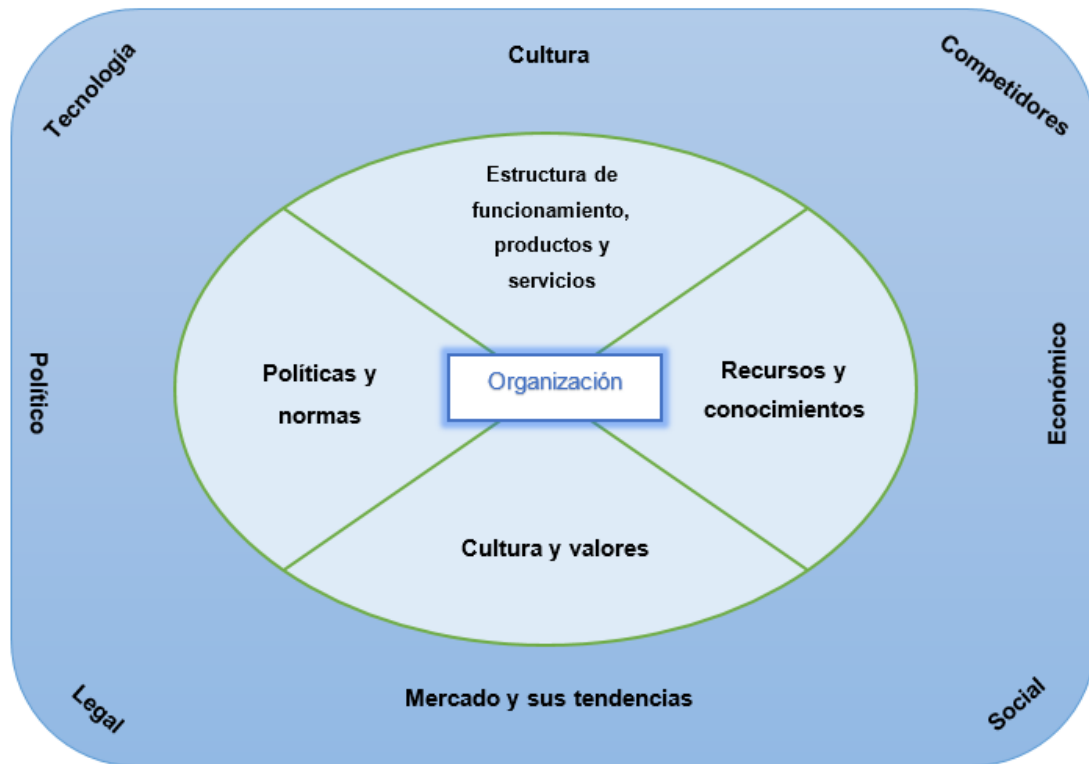 Tecnología
Cultura
Competidores
Estructura de
funcionamiento,
productos y
servicios
Político
Políticas y
normas
Organización
Recursos y
conocimientos
Económico
Cultura y valores
Legal
Mercado y sus tendencias
Social